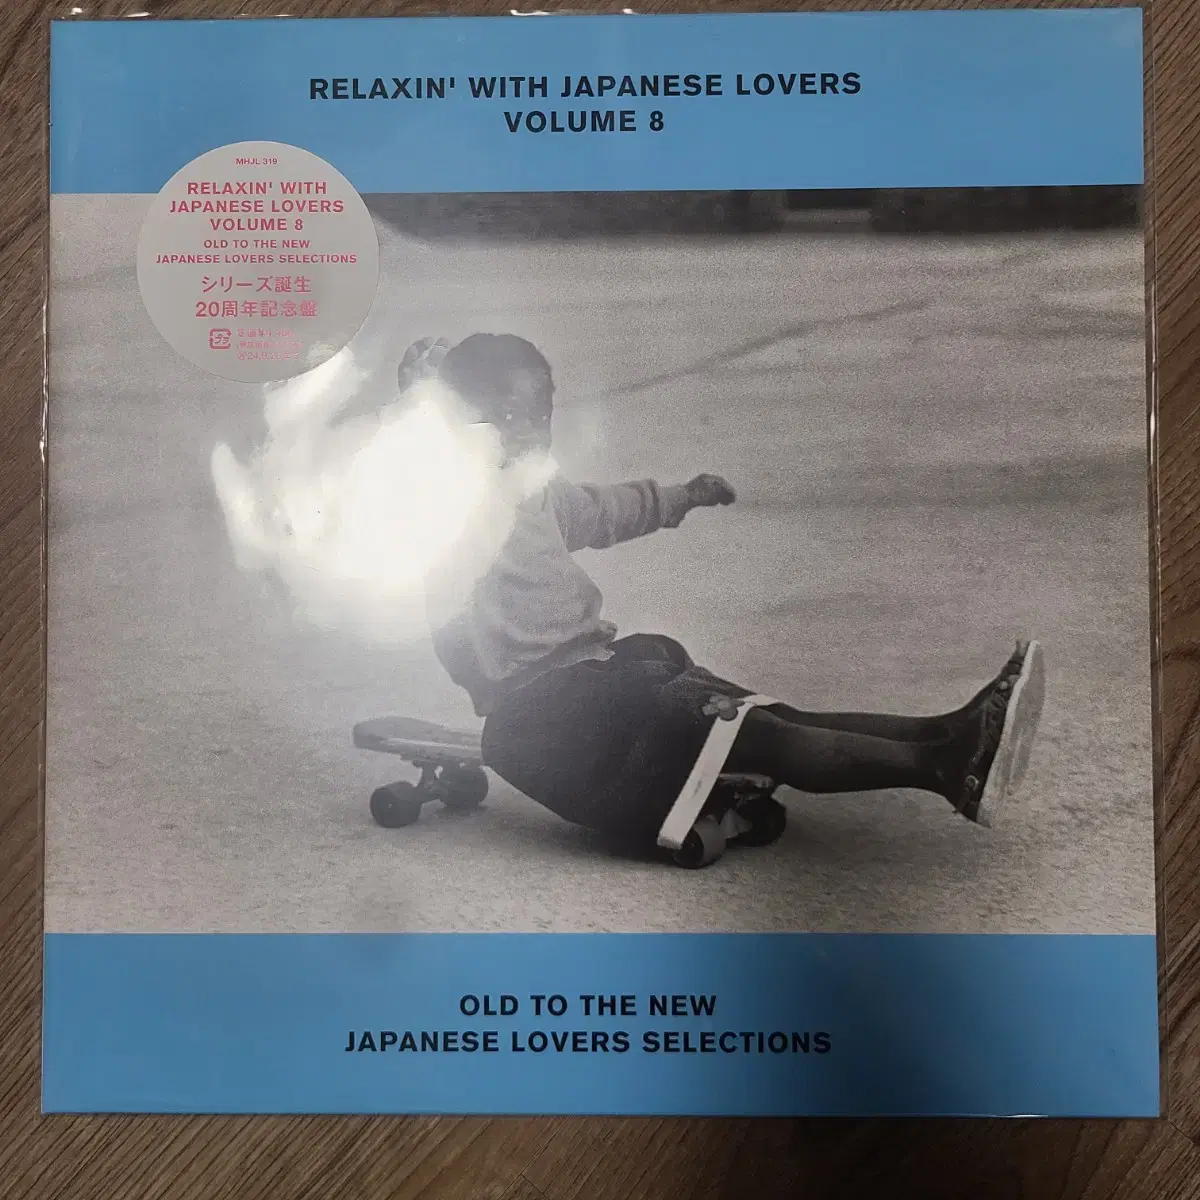 RELAXIN' WITH JAPANESE LOVERS
VOLUME 8
MHJL 319
RELAXIN' WITH
JAPANESE LOVERS
VOLUME 8
OLD TO THE NEW
JAPANESE LOVERS SELECTIONS
シリーズ誕生
20周年記念盤
OLD TO THE NEW
JAPANESE LOVERS SELECTIONS